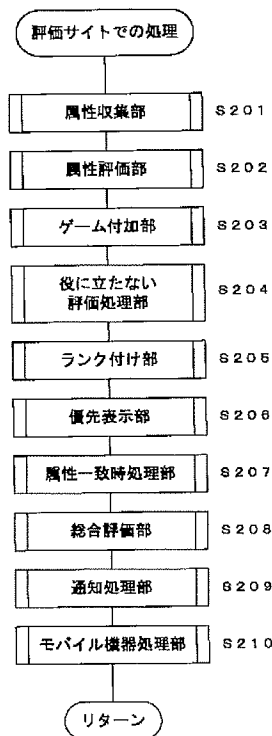 評価サイトでの処理
属性収集部 S201
属性評価部 S202
ゲーム付加部 S203
役に立たない
評価処理部 S204
ランク付け部 S205
優先表示部 S206
属性一致時処理部 S207
総合評価部 S208
通知処理部 S209
モバイル機器処理部 S210
リターン